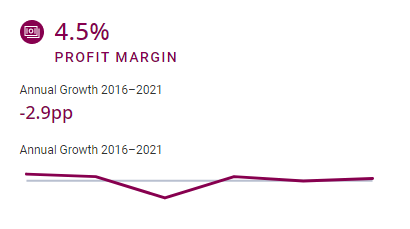 4.5%
PROFIT MARGIN
Annual Growth 2016–2021
-2.9pp
Annual Growth 2016–2021